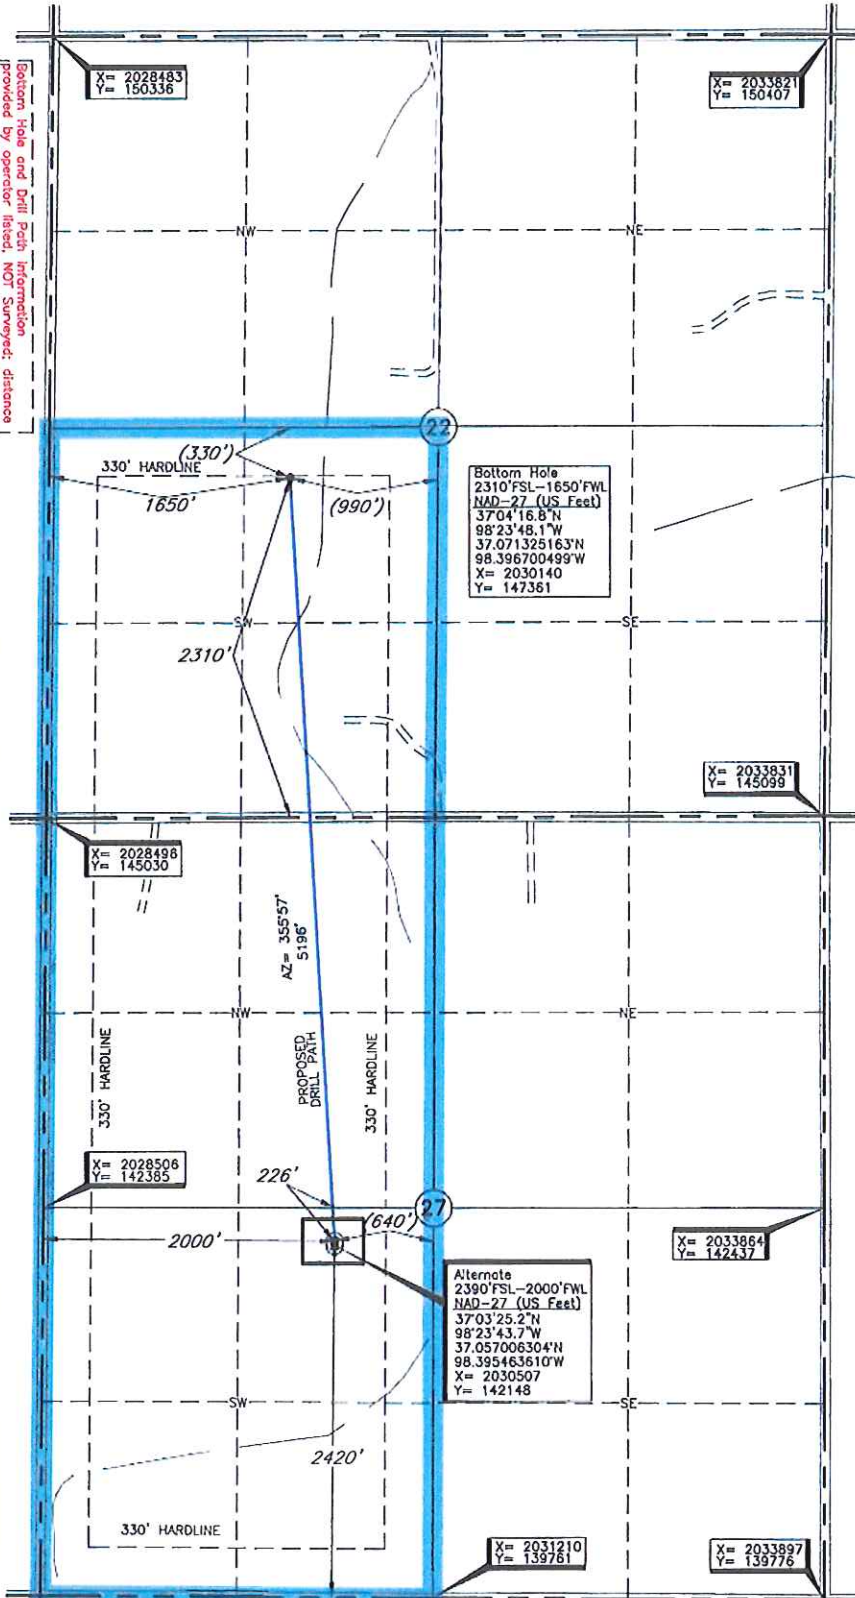 X= 2028483
Y= 150336
X= 2033821
Y= 150407
Bottom Hole and Drill Path information
provided by operator listed, NOT Surveyed; distance
NW
NE
22
(330')
330' HARDLINE
1650'
(990')
Bottom Hole
2310'FSL-1650'FWL
NAD-27 (US Feet)
37°04'16.8"N
98°23'48.1"W
37.071325163°N
98.396700499°W
X= 2030140
Y= 147361
SW
SE
2310'
X= 2033831
Y= 145099
X= 2028498
Y= 145030
AZ= 355°57'
5196'
NW
NE
PROPOSED
DRILL PATH
330' HARDLINE
330' HARDLINE
X= 2028506
Y= 142385
226'
27
(640')
2000'
X= 2033864
Y= 142437
Alternate
2390'FSL-2000'FWL
NAD-27 (US Feet)
37°03'25.2"N
98°23'43.7"W
37.057006304°N
98.395463610°W
X= 2030507
Y= 142148
SW
SE
2420'
330' HARDLINE
X= 2031210
Y= 139761
X= 2033897
Y= 139776